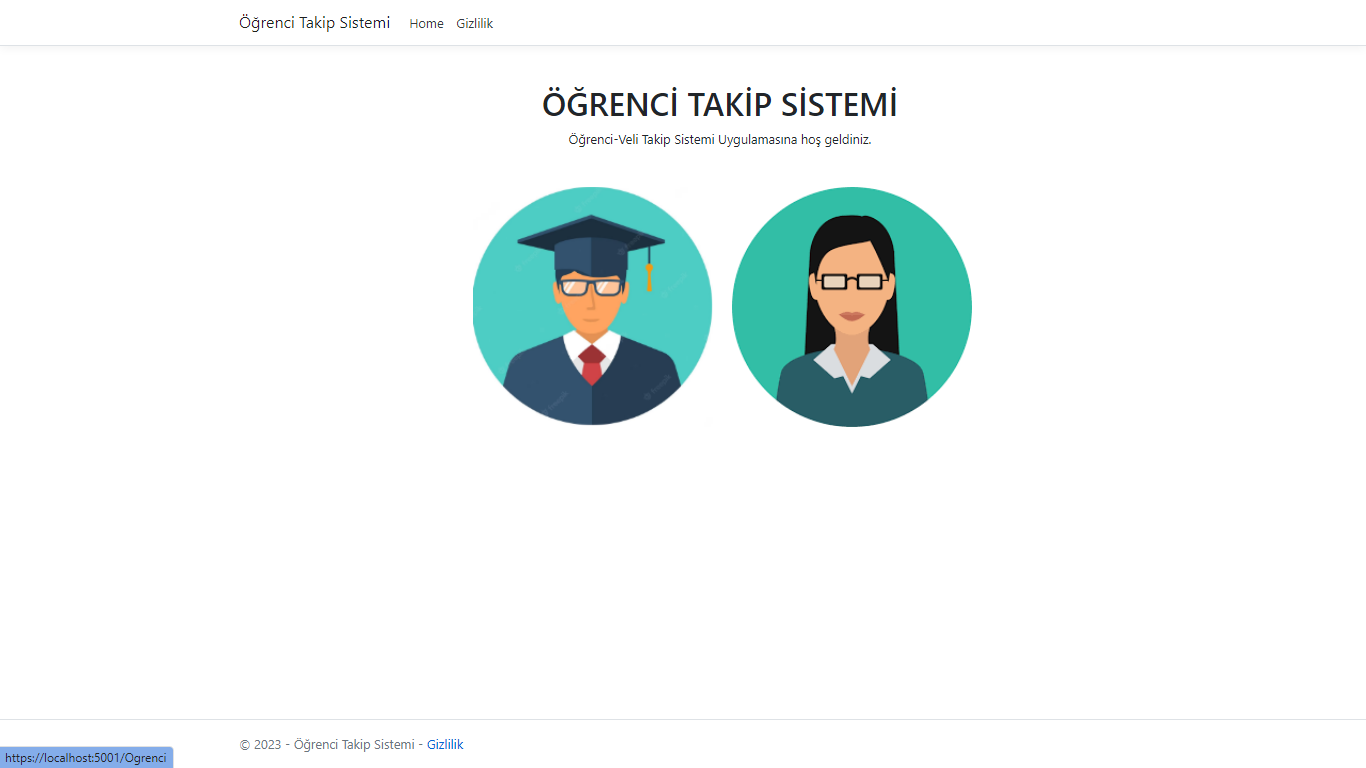 Öğrenci Takip Sistemi Home Gizlilik
ÖĞRENCİ TAKİP SİSTEMİ
Öğrenci-Veli Takip Sistemi Uygulamasına hoş geldiniz.
© 2023 - Öğrenci Takip Sistemi - Gizlilik
https://localhost:5001/Ogrenci